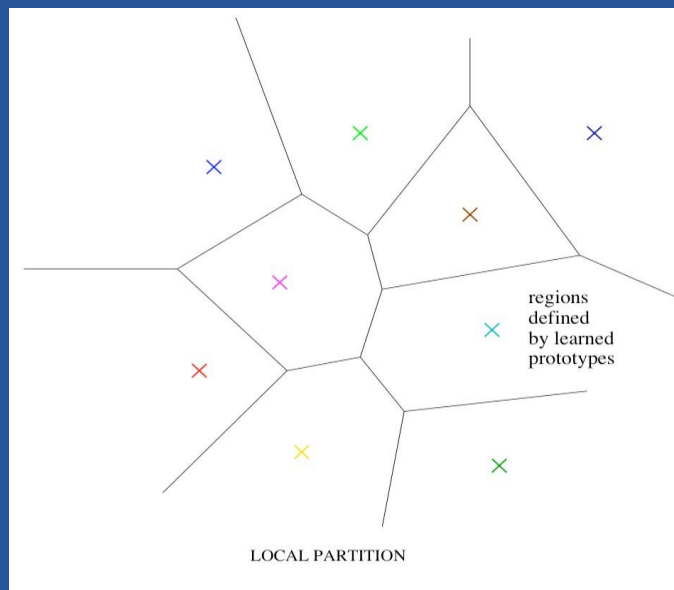 regions
defined
by learned
prototypes
LOCAL PARTITION